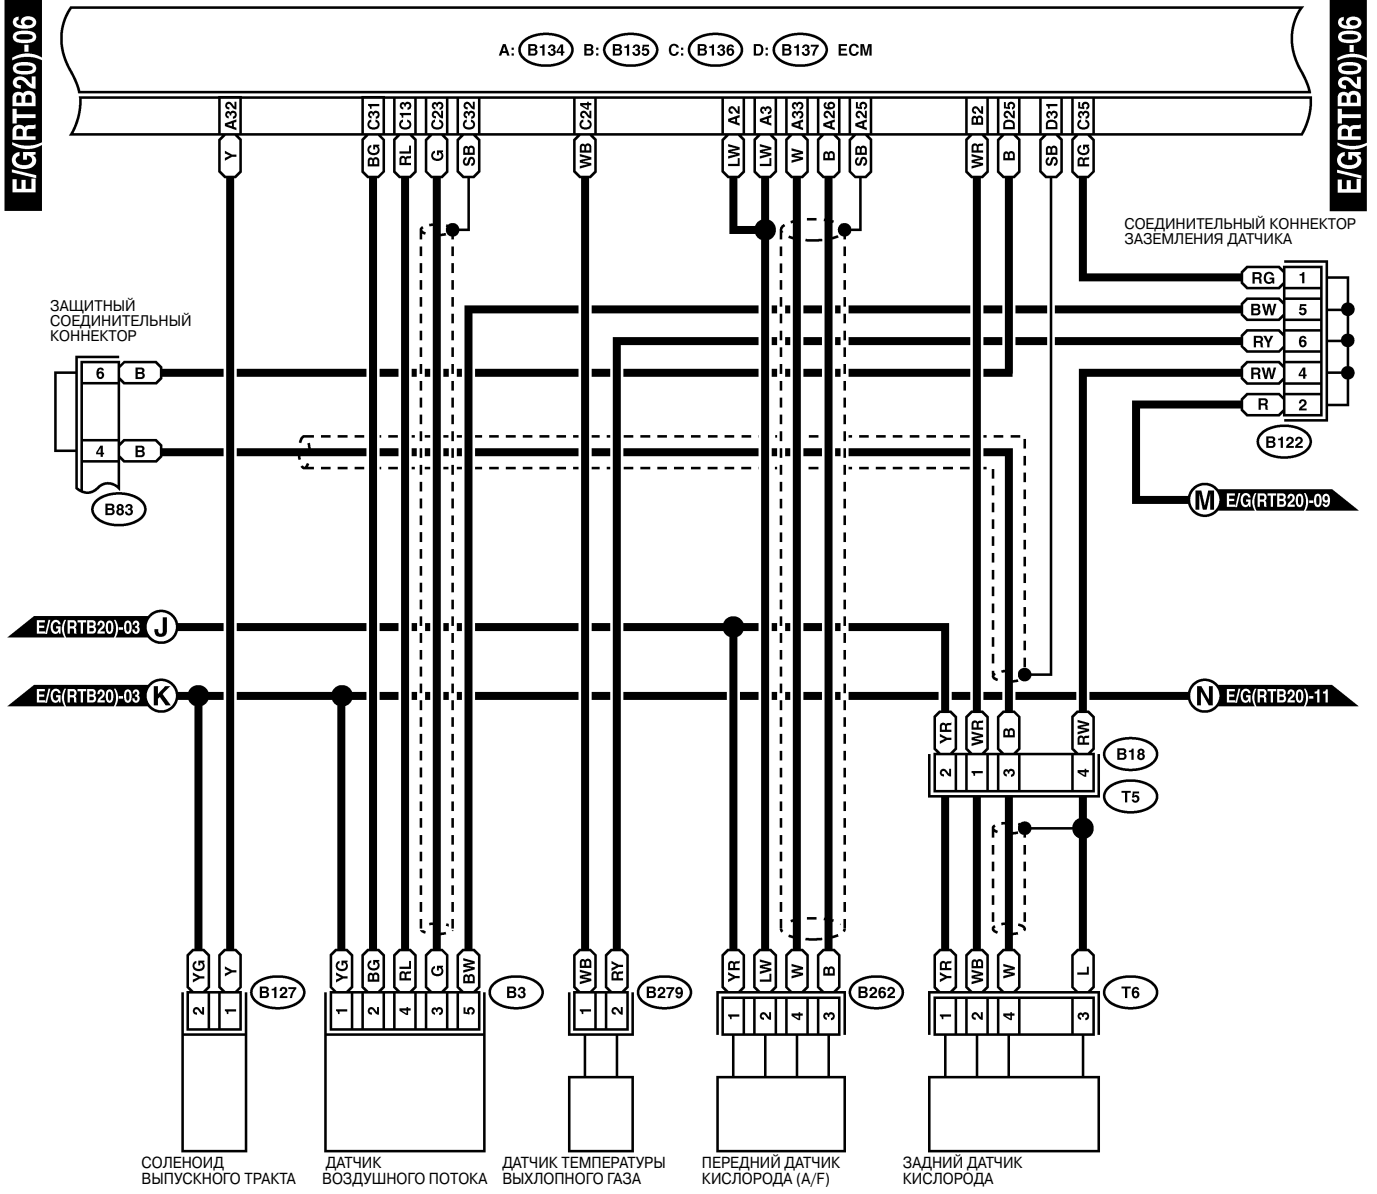 E/G(RTB20)-06
E/G(RTB20)-06
A: B134 B: B135 C: B136 D: B137 ECM
A32 C31 C13 C23 C32 C24 A2 A3 A33 A26 A25 B2 D25 D31 C35
Y BG RL G SB WB LW LW W B SB WR B SB RG
СОЕДИНИТЕЛЬНЫЙ КОННЕКТОР
ЗАЗЕМЛЕНИЯ ДАТЧИКА
RG 1
BW 5
RY 6
RW 4
R 2
B122
ЗАЩИТНЫЙ
СОЕДИНИТЕЛЬНЫЙ
КОННЕКТОР
6 B
4 B
B83
M E/G(RTB20)-09
E/G(RTB20)-03 J
E/G(RTB20)-03 K
N E/G(RTB20)-11
YR WR B RW
2 1 3 4
B18
T5
YG Y
2 1
B127
YG BG RL G BW
1 2 4 3 5
B3
WB RY
1 2
B279
YR LW W B
1 2 4 3
B262
YR WB W L
1 2 4 3
T6
СОЛЕНОИД
ВЫПУСКНОГО ТРАКТА
ДАТЧИК
ВОЗДУШНОГО ПОТОКА
ДАТЧИК ТЕМПЕРАТУРЫ
ВЫХЛОПНОГО ГАЗА
ПЕРЕДНИЙ ДАТЧИК
КИСЛОРОДА (A/F)
ЗАДНИЙ ДАТЧИК
КИСЛОРОДА